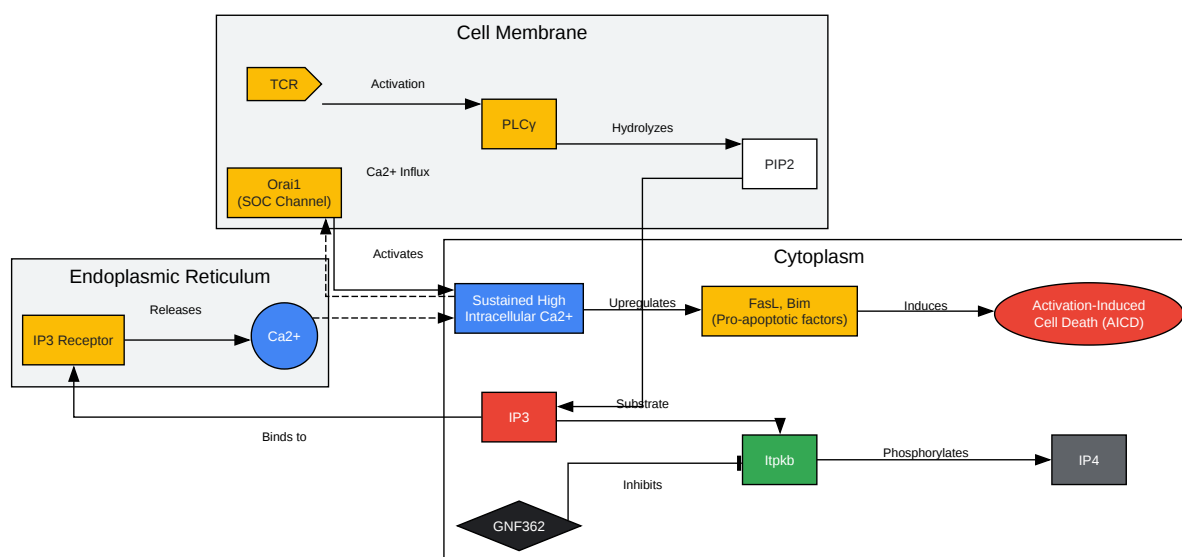 Cell Membrane
TCR
Activation
PLCγ
Hydrolyzes
PIP2
Orai1
(SOC Channel)
Ca2+ Influx
Activates
Cytoplasm
Endoplasmic Reticulum
Releases
IP3 Receptor
Ca2+
Sustained High
Intracellular Ca2+
Upregulates
FasL, Bim
(Pro-apoptotic factors)
Induces
Activation-Induced
Cell Death (AICD)
Binds to
IP3
Substrate
Itpkb
Phosphorylates
IP4
Inhibits
GNF362